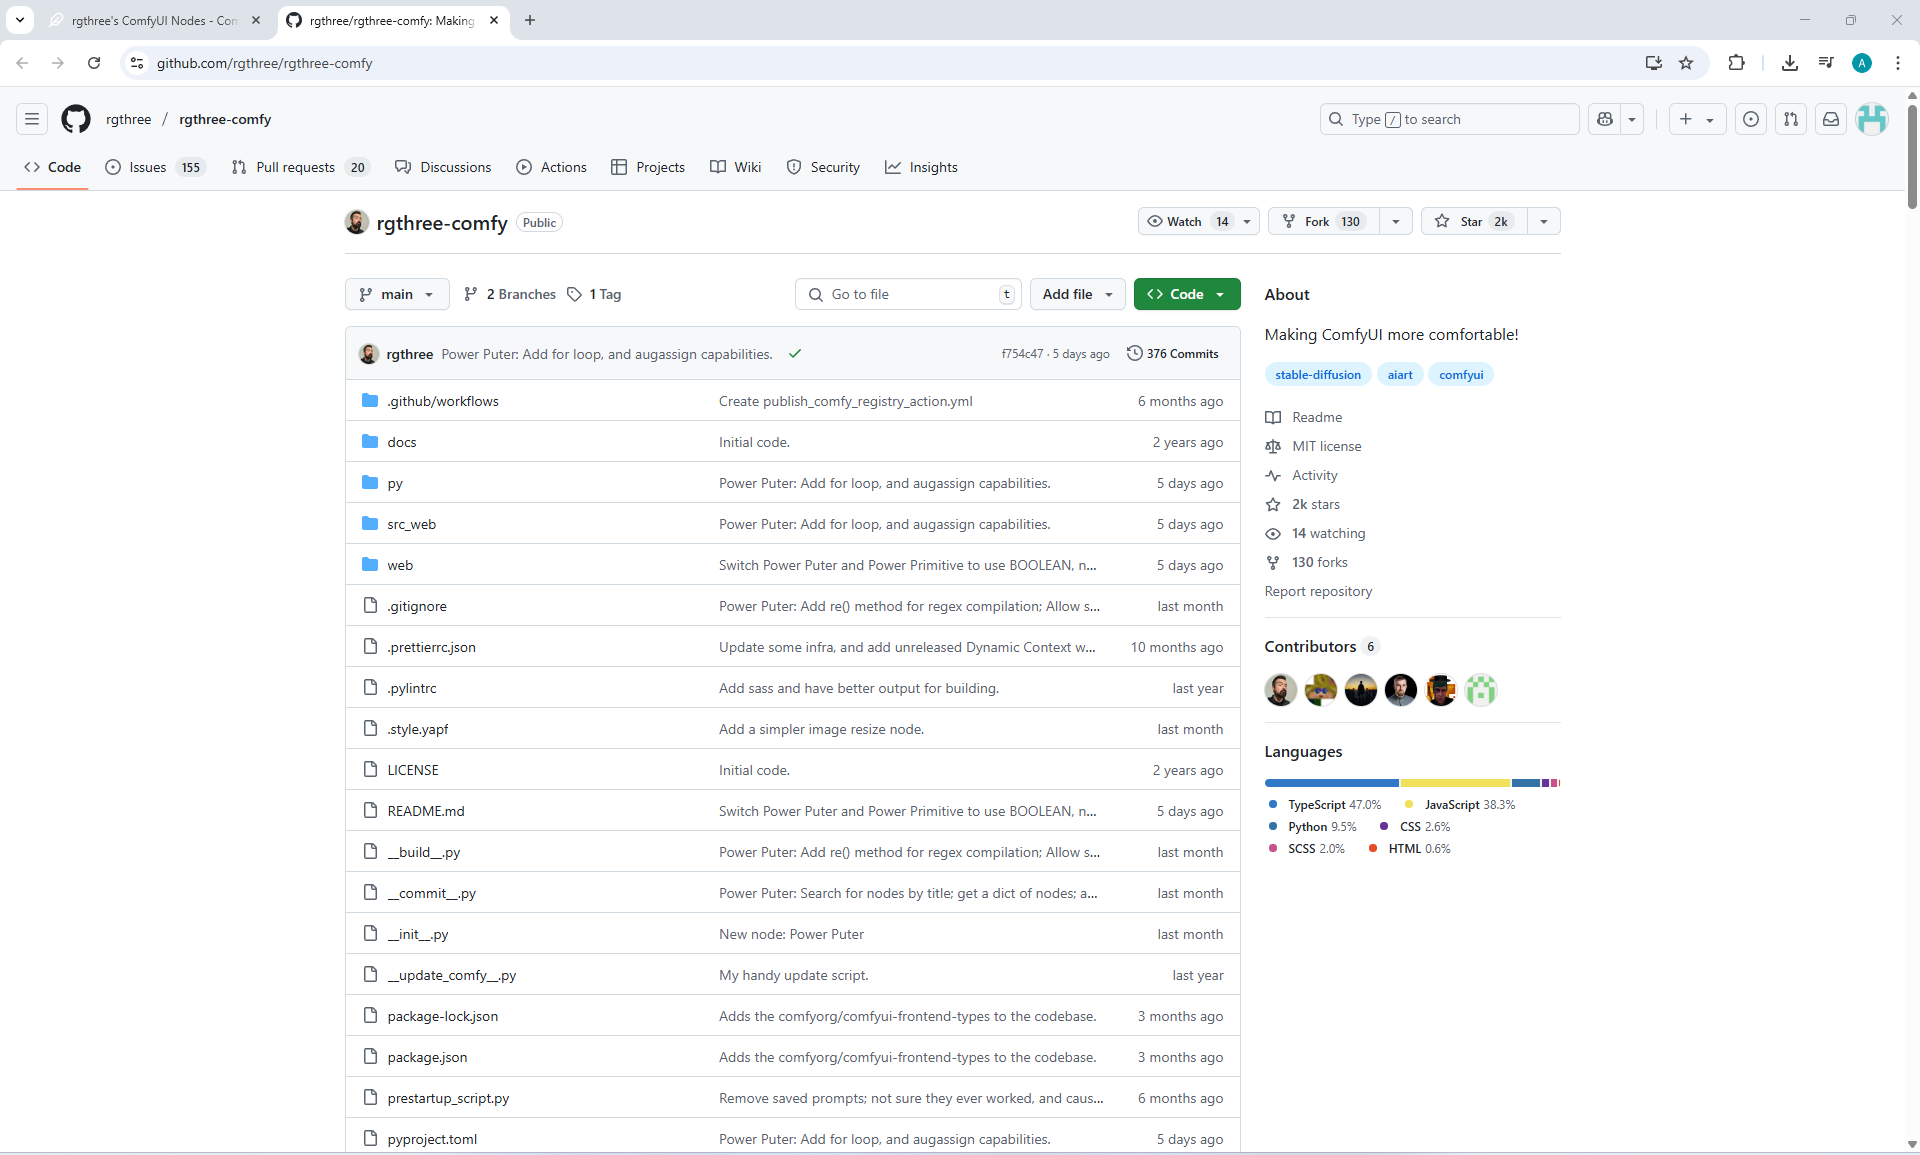 rgthree's ComfyUI Nodes - Com
rgthree/rgthree-comfy: Making
github.com/rgthree/rgthree-comfy
A
rgthree / rgthree-comfy
Type / to search
Code
Issues 155
Pull requests 20
Discussions
Actions
Projects
Wiki
Security
Insights
rgthree-comfy Public
Watch 14
Fork 130
Star 2k
main
2 Branches
1 Tag
Go to file t
Add file
Code
rgthree Power Puter: Add for loop, and augassign capabilities. f754c47 · 5 days ago 376 Commits
.github/workflows Create publish_comfy_registry_action.yml 6 months ago
docs Initial code. 2 years ago
py Power Puter: Add for loop, and augassign capabilities. 5 days ago
src_web Power Puter: Add for loop, and augassign capabilities. 5 days ago
web Switch Power Puter and Power Primitive to use BOOLEAN, n... 5 days ago
.gitignore Power Puter: Add re() method for regex compilation; Allow s... last month
.prettierrc.json Update some infra, and add unreleased Dynamic Context w... 10 months ago
.pylintrc Add sass and have better output for building. last year
.style.yapf Add a simpler image resize node. last month
LICENSE Initial code. 2 years ago
README.md Switch Power Puter and Power Primitive to use BOOLEAN, n... 5 days ago
__build__.py Power Puter: Add re() method for regex compilation; Allow s... last month
__commit__.py Power Puter: Search for nodes by title; get a dict of nodes; a... last month
__init__.py New node: Power Puter last month
__update_comfy__.py My handy update script. last year
package-lock.json Adds the comfyorg/comfyui-frontend-types to the codebase. 3 months ago
package.json Adds the comfyorg/comfyui-frontend-types to the codebase. 3 months ago
prestartup_script.py Remove saved prompts; not sure they ever worked, and caus... 6 months ago
pyproject.toml Power Puter: Add for loop, and augassign capabilities. 5 days ago
About
Making ComfyUI more comfortable!
stable-diffusion aiart comfyui
Readme
MIT license
Activity
2k stars
14 watching
130 forks
Report repository
Contributors 6
Languages
TypeScript 47.0% JavaScript 38.3%
Python 9.5% CSS 2.6%
SCSS 2.0% HTML 0.6%